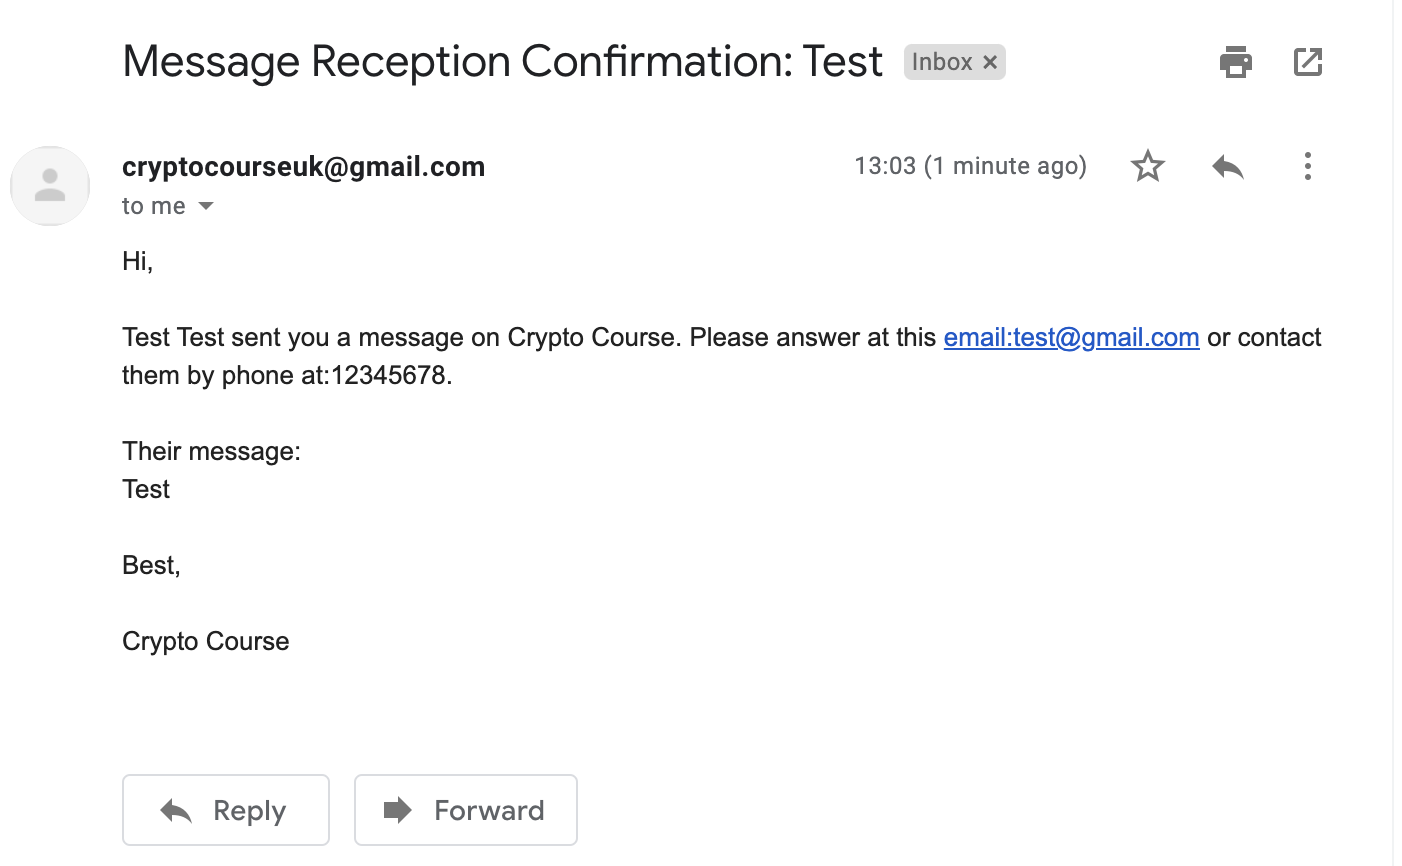 Message Reception Confirmation: Test Inbox ×
cryptocourseuk@gmail.com 13:03 (1 minute ago)
to me
Hi,
Test Test sent you a message on Crypto Course. Please answer at this email:test@gmail.com or contact
them by phone at:12345678.
Their message:
Test
Best,
Crypto Course
Reply Forward